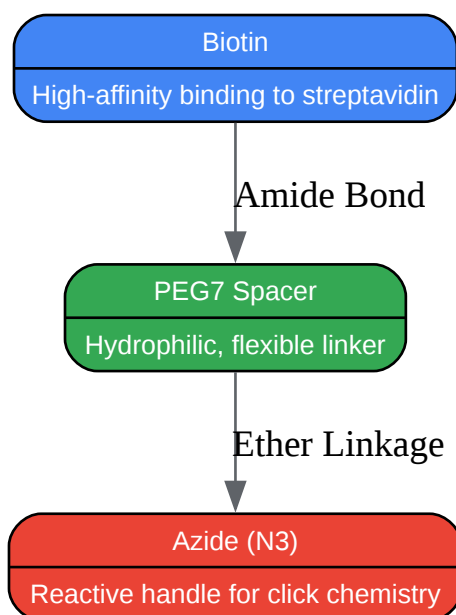 Biotin
High-affinity binding to streptavidin
Amide Bond
PEG7 Spacer
Hydrophilic, flexible linker
Ether Linkage
Azide (N3)
Reactive handle for click chemistry